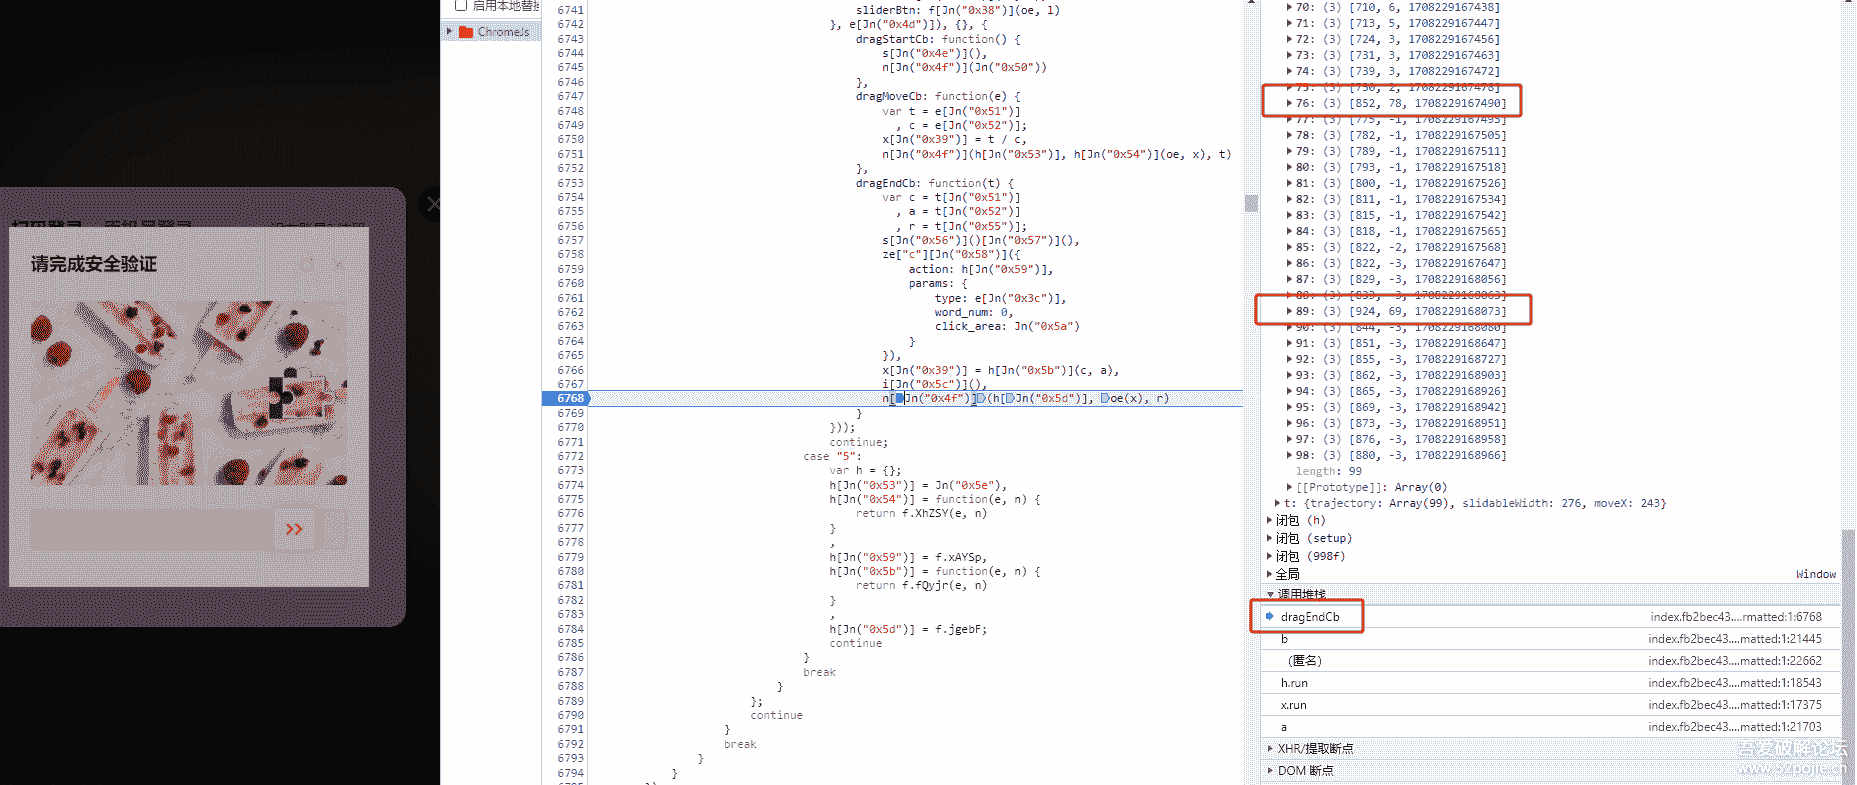 启用本地替换
ChromeJs
请完成安全验证
6741 sliderBtn: f[Jn("0x38")](oe, l)
6742 }, e[Jn("0x4d")]), {}, {
6743 dragStartCb: function() {
6744 s[Jn("0x4e")](),
6745 n[Jn("0x4f")](Jn("0x50"))
6746 },
6747 dragMoveCb: function(e) {
6748 var t = e[Jn("0x51")]
6749 , c = e[Jn("0x52")];
6750 x[Jn("0x39")] = t / c,
6751 n[Jn("0x4f")](h[Jn("0x53")], h[Jn("0x54")](oe, x), t)
6752 },
6753 dragEndCb: function(t) {
6754 var c = t[Jn("0x51")]
6755 , a = t[Jn("0x52")]
6756 , r = t[Jn("0x55")];
6757 s[Jn("0x56")]()[Jn("0x57")](),
6758 ze["c"][Jn("0x58")]({
6759 action: h[Jn("0x59")],
6760 params: {
6761 type: e[Jn("0x3c")],
6762 word_num: 0,
6763 click_area: Jn("0x5a")
6764 }
6765 }),
6766 x[Jn("0x39")] = h[Jn("0x5b")](c, a),
6767 i[Jn("0x5c")](),
6768 n[Jn("0x4f")](h[Jn("0x5d")], oe(x), r)
6769 }
6770 }));
6771 continue;
6772 case "5":
6773 var h = {};
6774 h[Jn("0x53")] = Jn("0x5e"),
6775 h[Jn("0x54")] = function(e, n) {
6776 return f.XhZSY(e, n)
6777 }
6778 ,
6779 h[Jn("0x59")] = f.xAYSp,
6780 h[Jn("0x5b")] = function(e, n) {
6781 return f.fQyjr(e, n)
6782 }
6783 ,
6784 h[Jn("0x5d")] = f.jgebF;
6785 continue
6786 }
6787 break
6788 }
6789 };
6790 continue
6791 }
6792 break
6793 }
6794 }
70: (3) [710, 6, 1708229167438]
71: (3) [713, 5, 1708229167447]
72: (3) [724, 3, 1708229167456]
73: (3) [731, 3, 1708229167463]
74: (3) [739, 3, 1708229167472]
75: (3) [750, 2, 1708229167478]
76: (3) [852, 78, 1708229167490]
77: (3) [775, -1, 1708229167495]
78: (3) [782, -1, 1708229167505]
79: (3) [789, -1, 1708229167511]
80: (3) [793, -1, 1708229167518]
81: (3) [800, -1, 1708229167526]
82: (3) [811, -1, 1708229167534]
83: (3) [815, -1, 1708229167542]
84: (3) [818, -1, 1708229167565]
85: (3) [822, -2, 1708229167568]
86: (3) [822, -3, 1708229167647]
87: (3) [829, -3, 1708229168056]
88: (3) [833, -3, 1708229168063]
89: (3) [924, 69, 1708229168073]
90: (3) [844, -3, 1708229168080]
91: (3) [851, -3, 1708229168647]
92: (3) [855, -3, 1708229168727]
93: (3) [862, -3, 1708229168903]
94: (3) [865, -3, 1708229168926]
95: (3) [869, -3, 1708229168942]
96: (3) [873, -3, 1708229168951]
97: (3) [876, -3, 1708229168958]
98: (3) [880, -3, 1708229168966]
length: 99
[[Prototype]]: Array(0)
t: {trajectory: Array(99), slidableWidth: 276, moveX: 243}
闭包 (h)
闭包 (setup)
闭包 (998f)
全局 Window
调用堆栈
dragEndCb index.fb2bec43....rmatted:1:6768
b index.fb2bec43....matted:1:21445
(匿名) index.fb2bec43....matted:1:22662
h.run index.fb2bec43....matted:1:18543
x.run index.fb2bec43....matted:1:17375
a index.fb2bec43....matted:1:21703
XHR/提取断点
DOM 断点
吾爱破解论坛
www.52pojie.cn